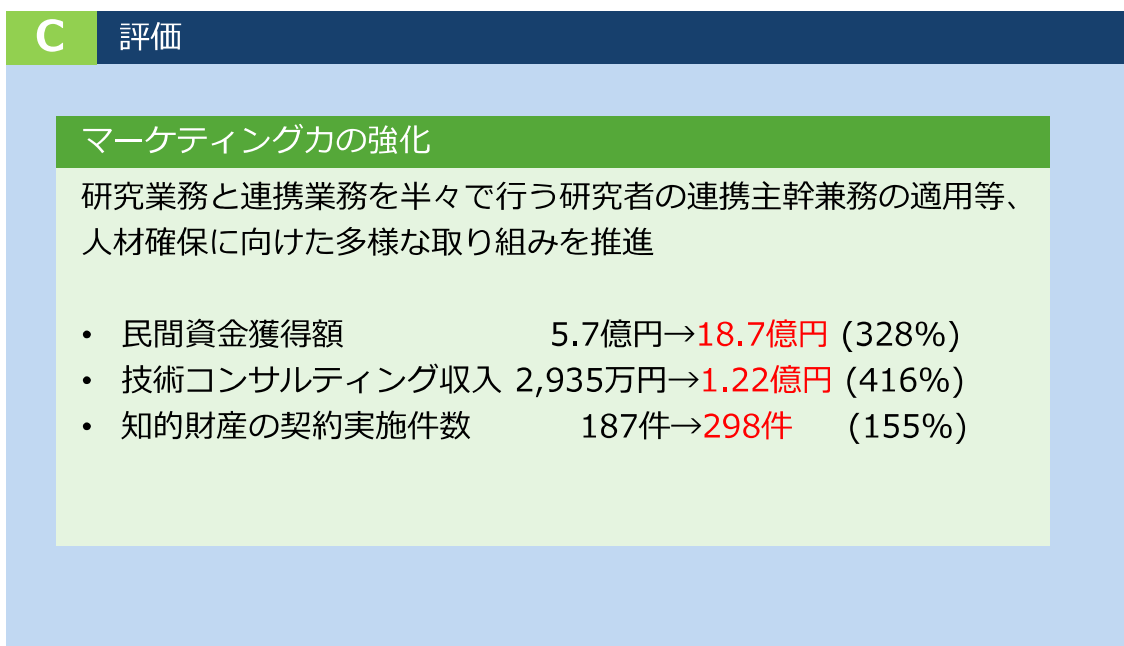 C 評価
マーケティング力の強化
研究業務と連携業務を半々で行う研究者の連携主幹兼務の適用等、
人材確保に向けた多様な取り組みを推進
• 民間資金獲得額 5.7億円→18.7億円 (328%)
• 技術コンサルティング収入 2,935万円→1.22億円 (416%)
• 知的財産の契約実施件数 187件→298件 (155%)